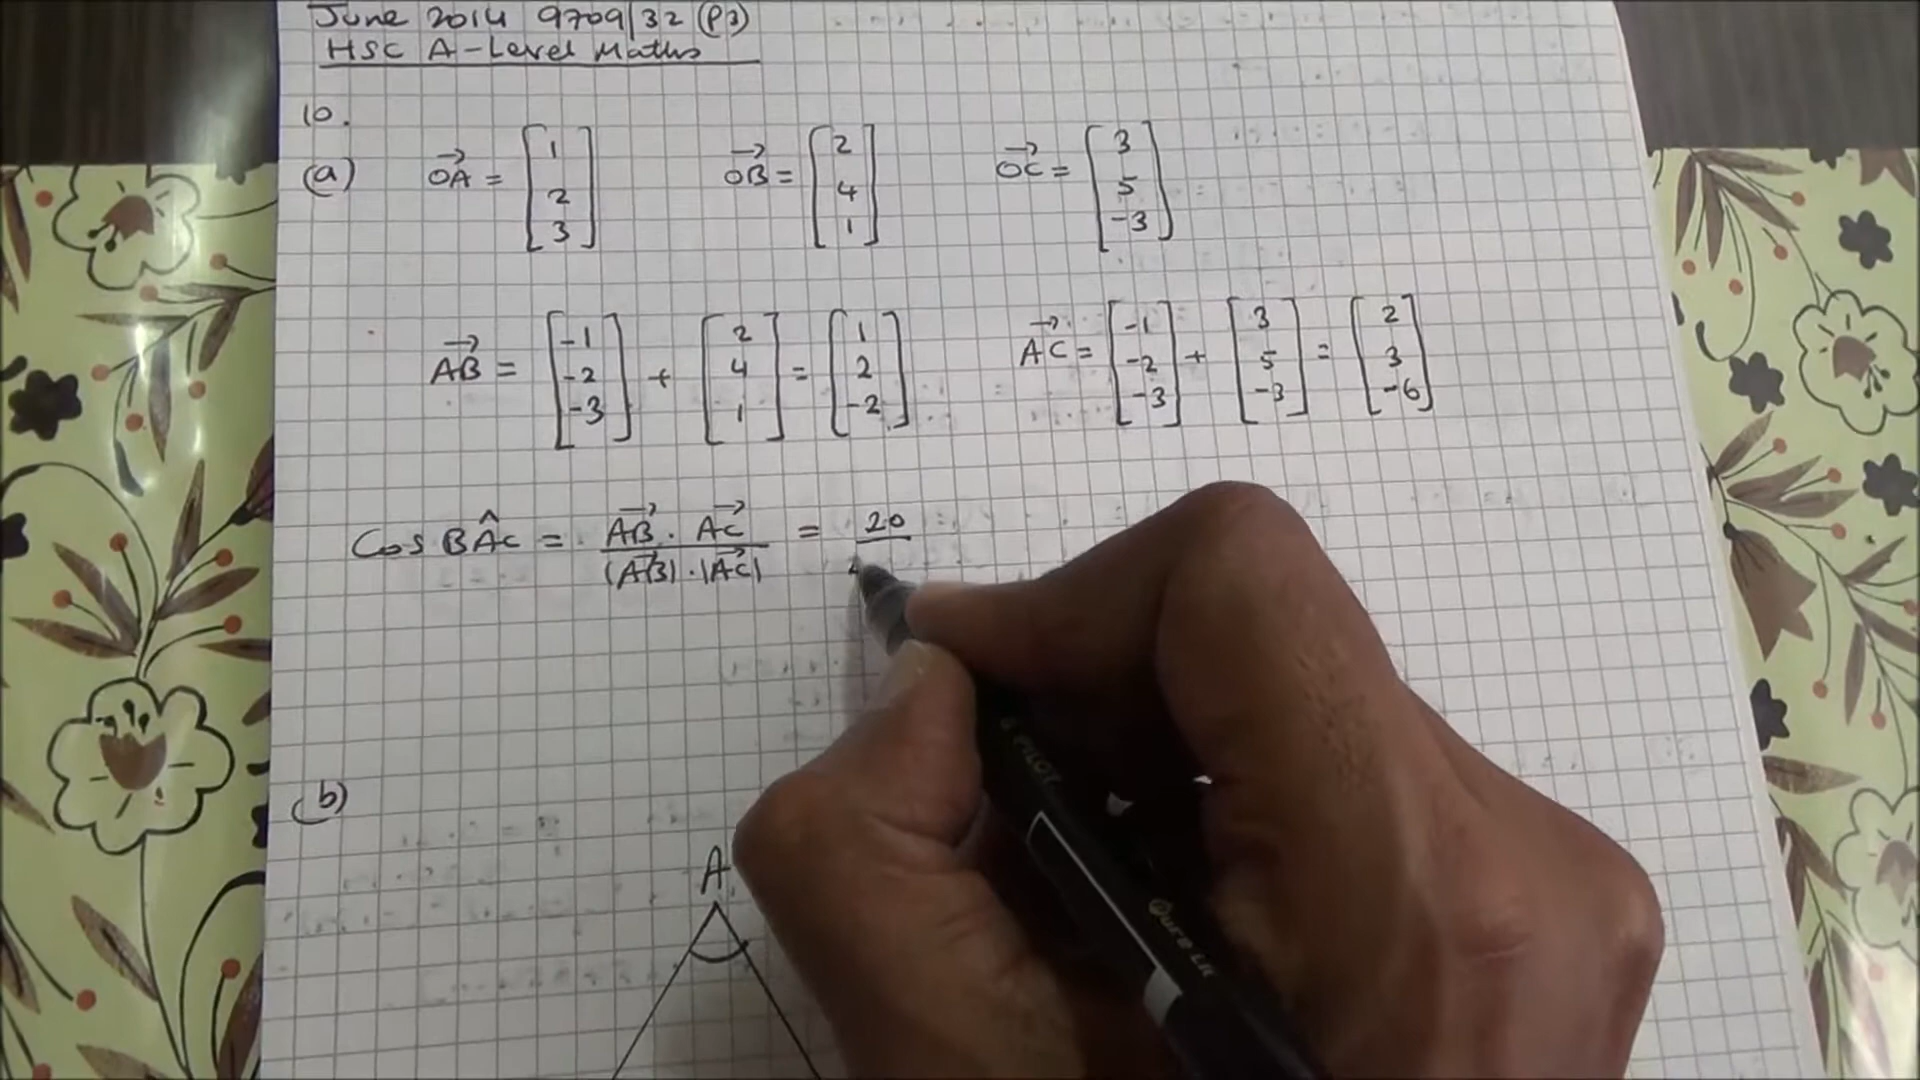 June 2014 9709/32 (P3)
HSC A-Level Maths
10.
(a) →OA = [1 2 3] →OB = [2 4 1] →OC = [3 5 -3]
→AB = [-1 -2 -3] + [2 4 1] = [1 2 -2] →AC = [-1 -2 -3] + [3 5 -3] = [2 3 -6]
Cos BÂC = →AB . →AC / |→AB| . |→AC| = 20 /
(b)
A
PILOT